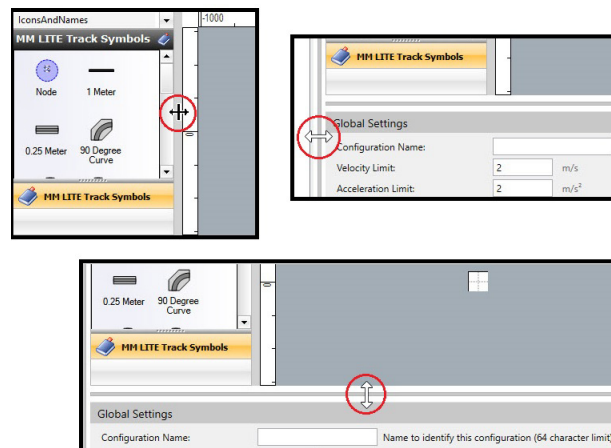 IconsAndNames
-1000
MM LITE Track Symbols
Node
1 Meter
0.25 Meter
90 Degree
Curve
0
MM LITE Track Symbols
MM LITE Track Symbols
Global Settings
Configuration Name:
Velocity Limit:
2
m/s
Acceleration Limit:
2
m/s²
0.25 Meter
90 Degree
Curve
0
MM LITE Track Symbols
Global Settings
Configuration Name:
Name to identify this configuration (64 character limit)